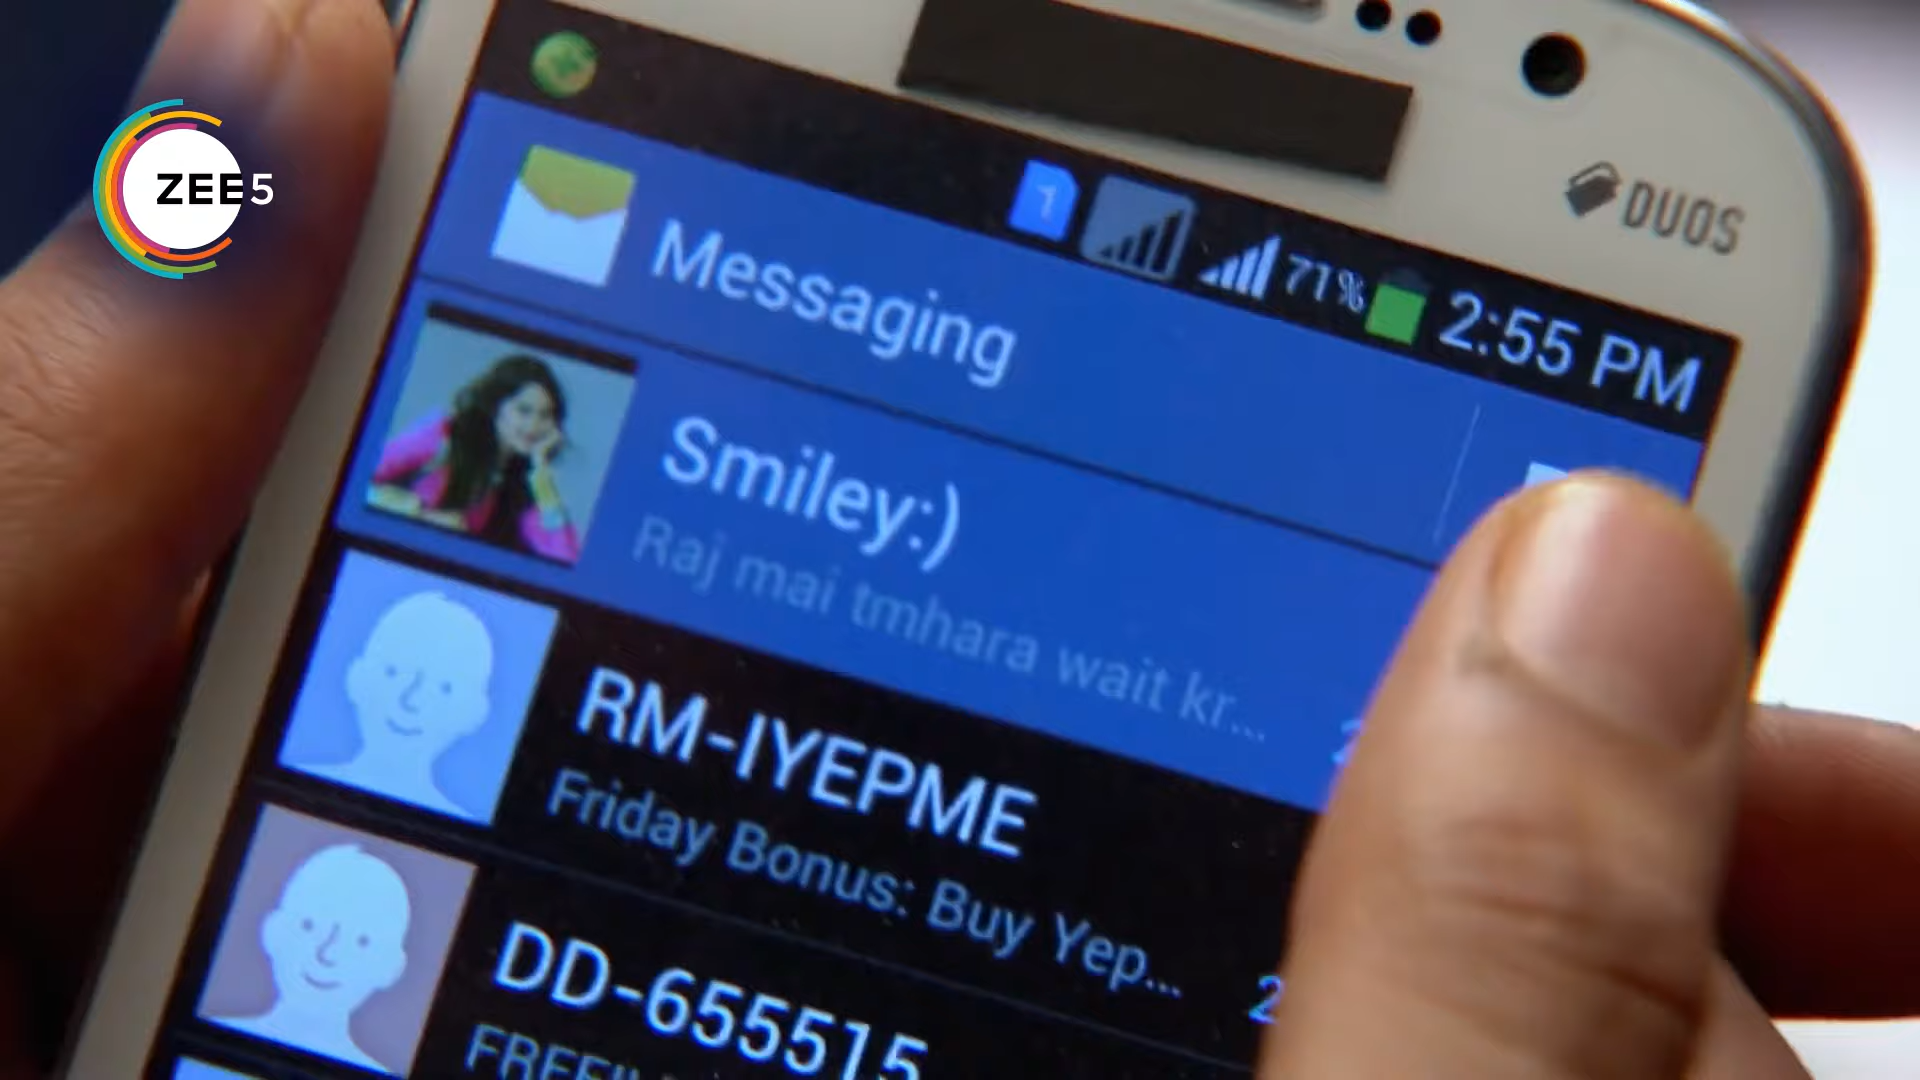 ZEE5
DUOS
1
71%
2:55 PM
Messaging
Smiley:)
Raj mai tmhara wait kr...
RM-IYEPME
Friday Bonus: Buy Yep...
DD-655515